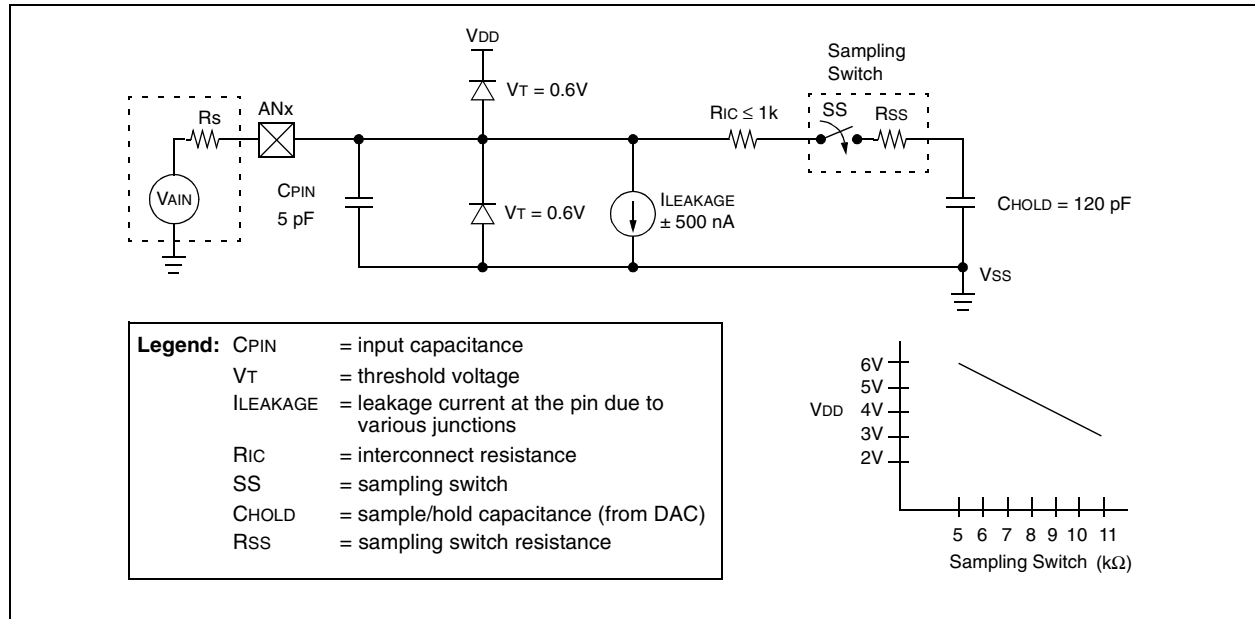 VDD
Sampling
Switch
VT = 0.6V
ANx
Rs
RIC ≤ 1k
SS
RSS
VAIN
CPIN
5 pF
VT = 0.6V
ILEAKAGE
± 500 nA
CHOLD = 120 pF
VSS
Legend: CPIN = input capacitance
VT = threshold voltage
ILEAKAGE = leakage current at the pin due to
various junctions
RIC = interconnect resistance
SS = sampling switch
CHOLD = sample/hold capacitance (from DAC)
RSS = sampling switch resistance
6V
5V
VDD 4V
3V
2V
5 6 7 8 9 10 11
Sampling Switch (kΩ)